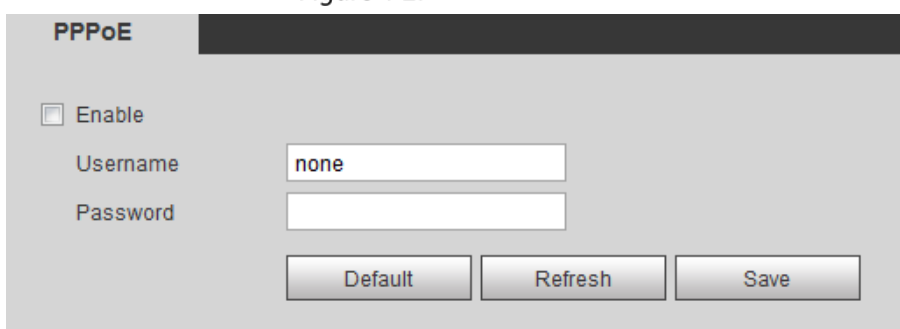 PPPoE
Enable
Username none
Password
Default Refresh Save